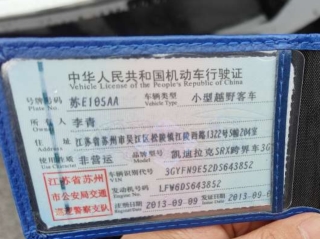 中华人民共和国机动车行驶证
Vehicle License of the People's Republic of China
号牌号码 苏E105AA 车辆类型 小型越野客车
Plate No. Vehicle Type
所有人 李青
Owner
住址 江苏省苏州市吴江区松陵镇江陵西路1322号5幢204室
Address
使用性质 非营运 品牌型号 凯迪拉克SRX跨界车3G
Use Character Model
江苏省苏州市公安局交通警察支队
车辆识别代号 3GYFN9E52DS643852
VIN
发动机号码 LFW6DS643852
Engine No.
注册日期 2013-09-09 发证日期 2013-09-09
Register Date Issue Date